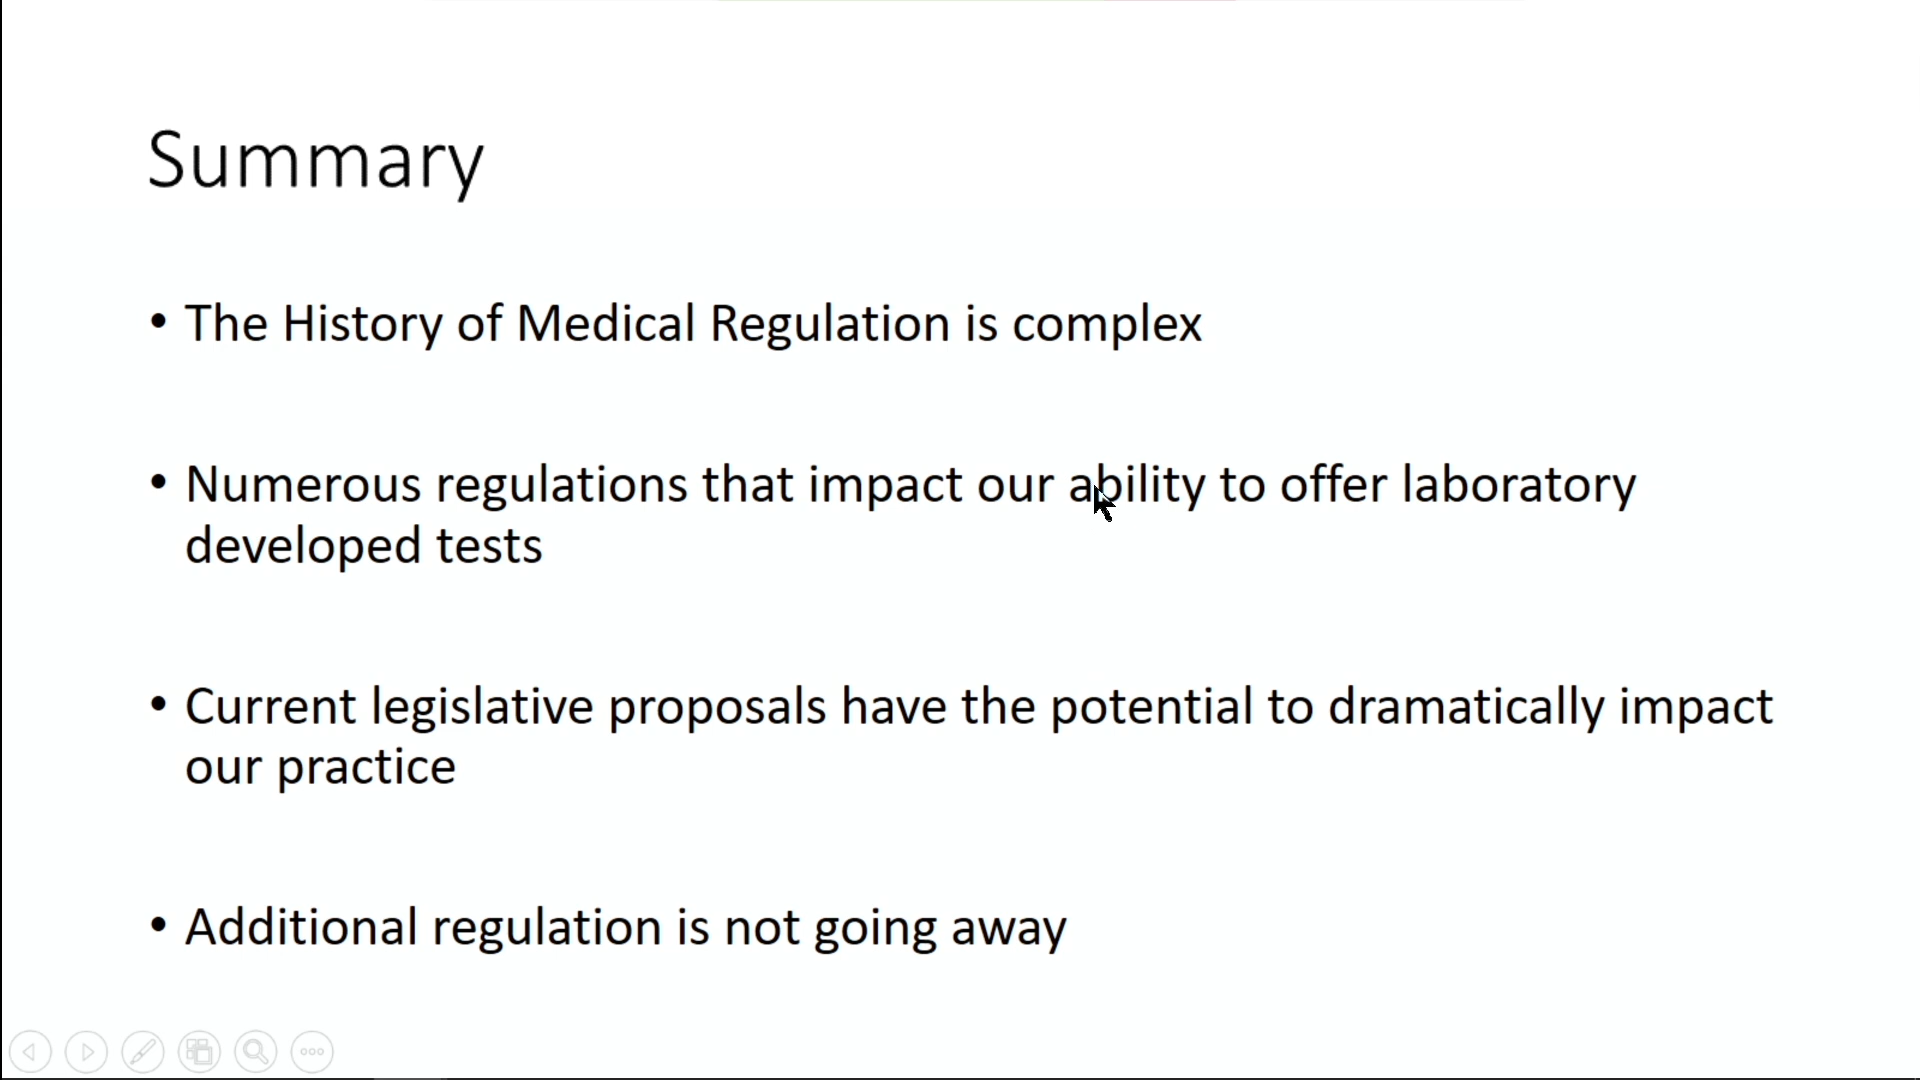 Summary
• The History of Medical Regulation is complex
• Numerous regulations that impact our ability to offer laboratory
developed tests
• Current legislative proposals have the potential to dramatically impact
our practice
• Additional regulation is not going away